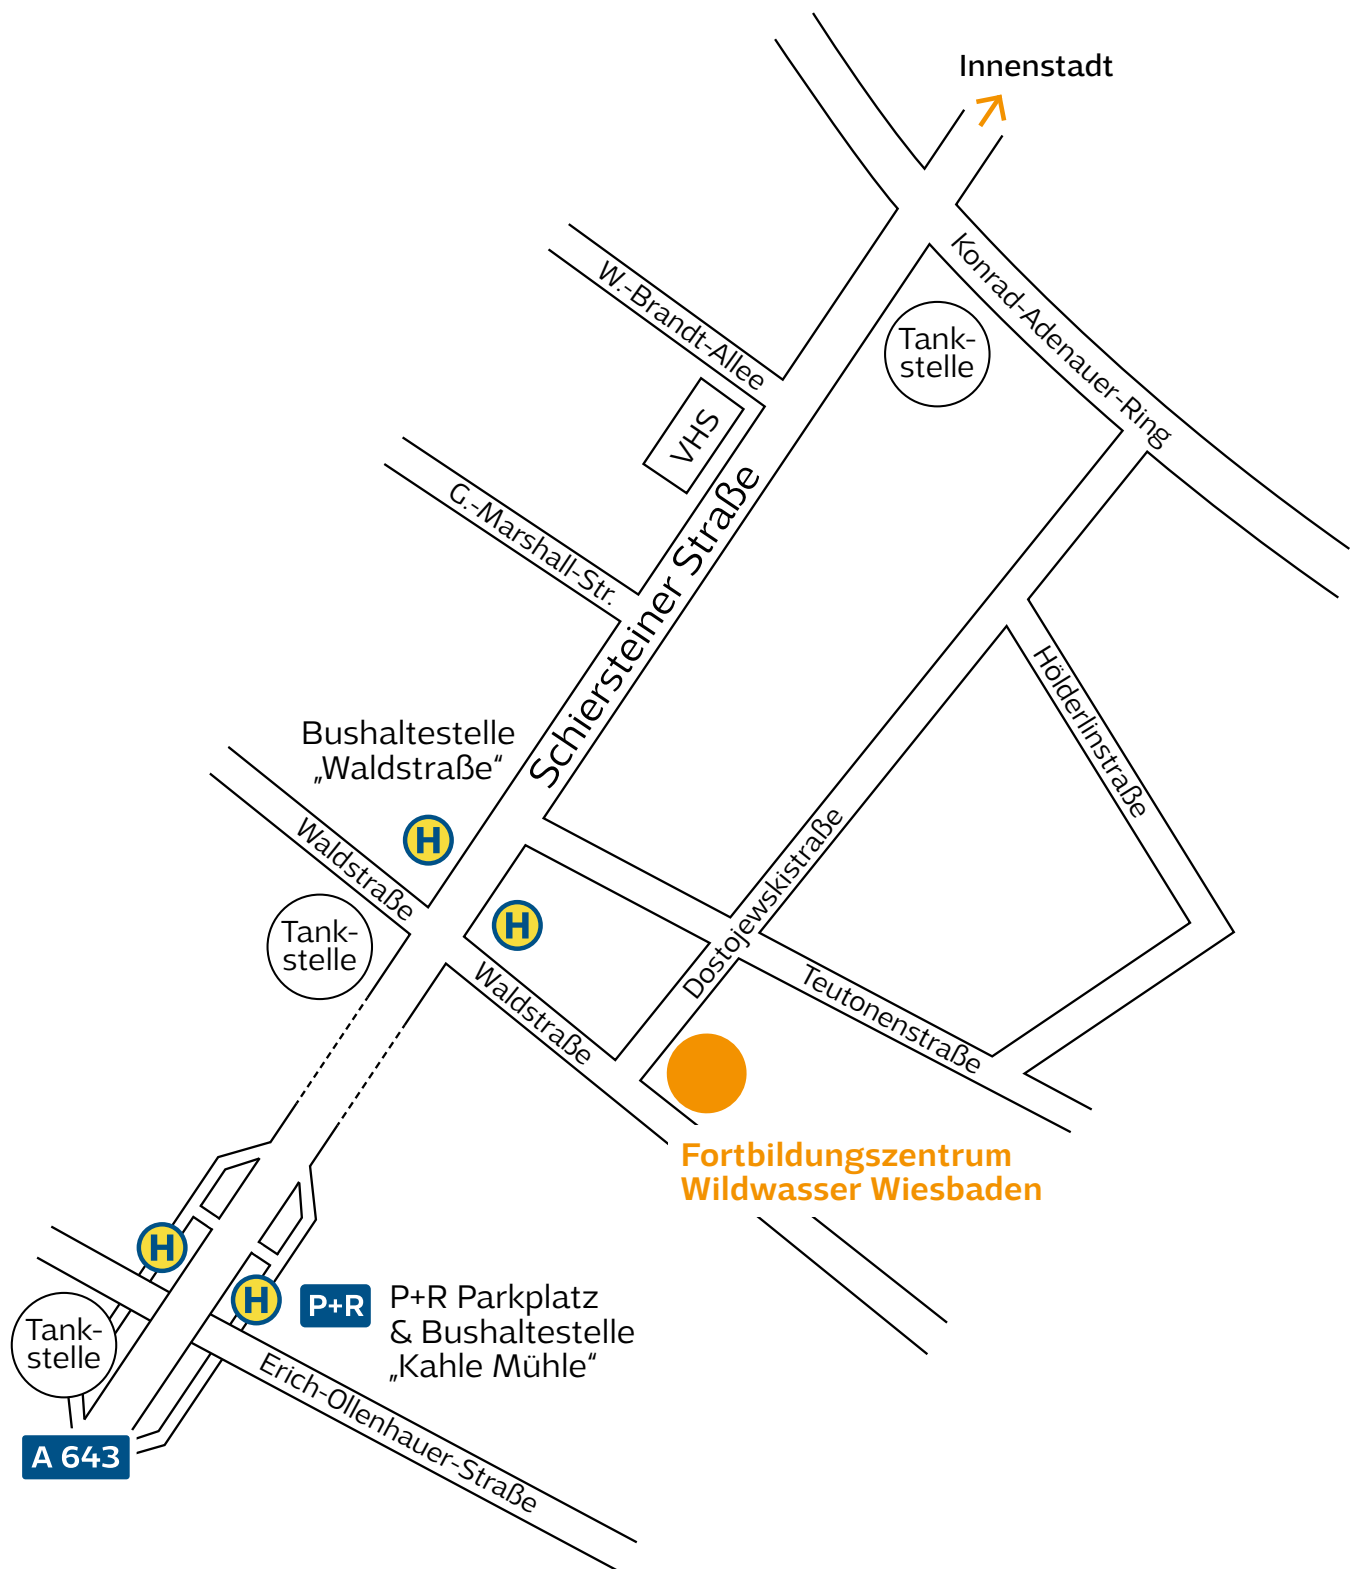 Innenstadt
Konrad-Adenauer-Ring
W.-Brandt-Allee
Tank-
stelle
VHS
G.-Marshall-Str.
Schiersteiner Straße
Hölderlinstraße
Bushaltestelle
„Waldstraße“
H
Waldstraße
Dostojewskistraße
H
Tank-
stelle
Waldstraße
Teutonenstraße
Fortbildungszentrum
Wildwasser Wiesbaden
H
H
P+R
P+R Parkplatz
& Bushaltestelle
„Kahle Mühle“
Tank-
stelle
Erich-Ollenhauer-Straße
A 643